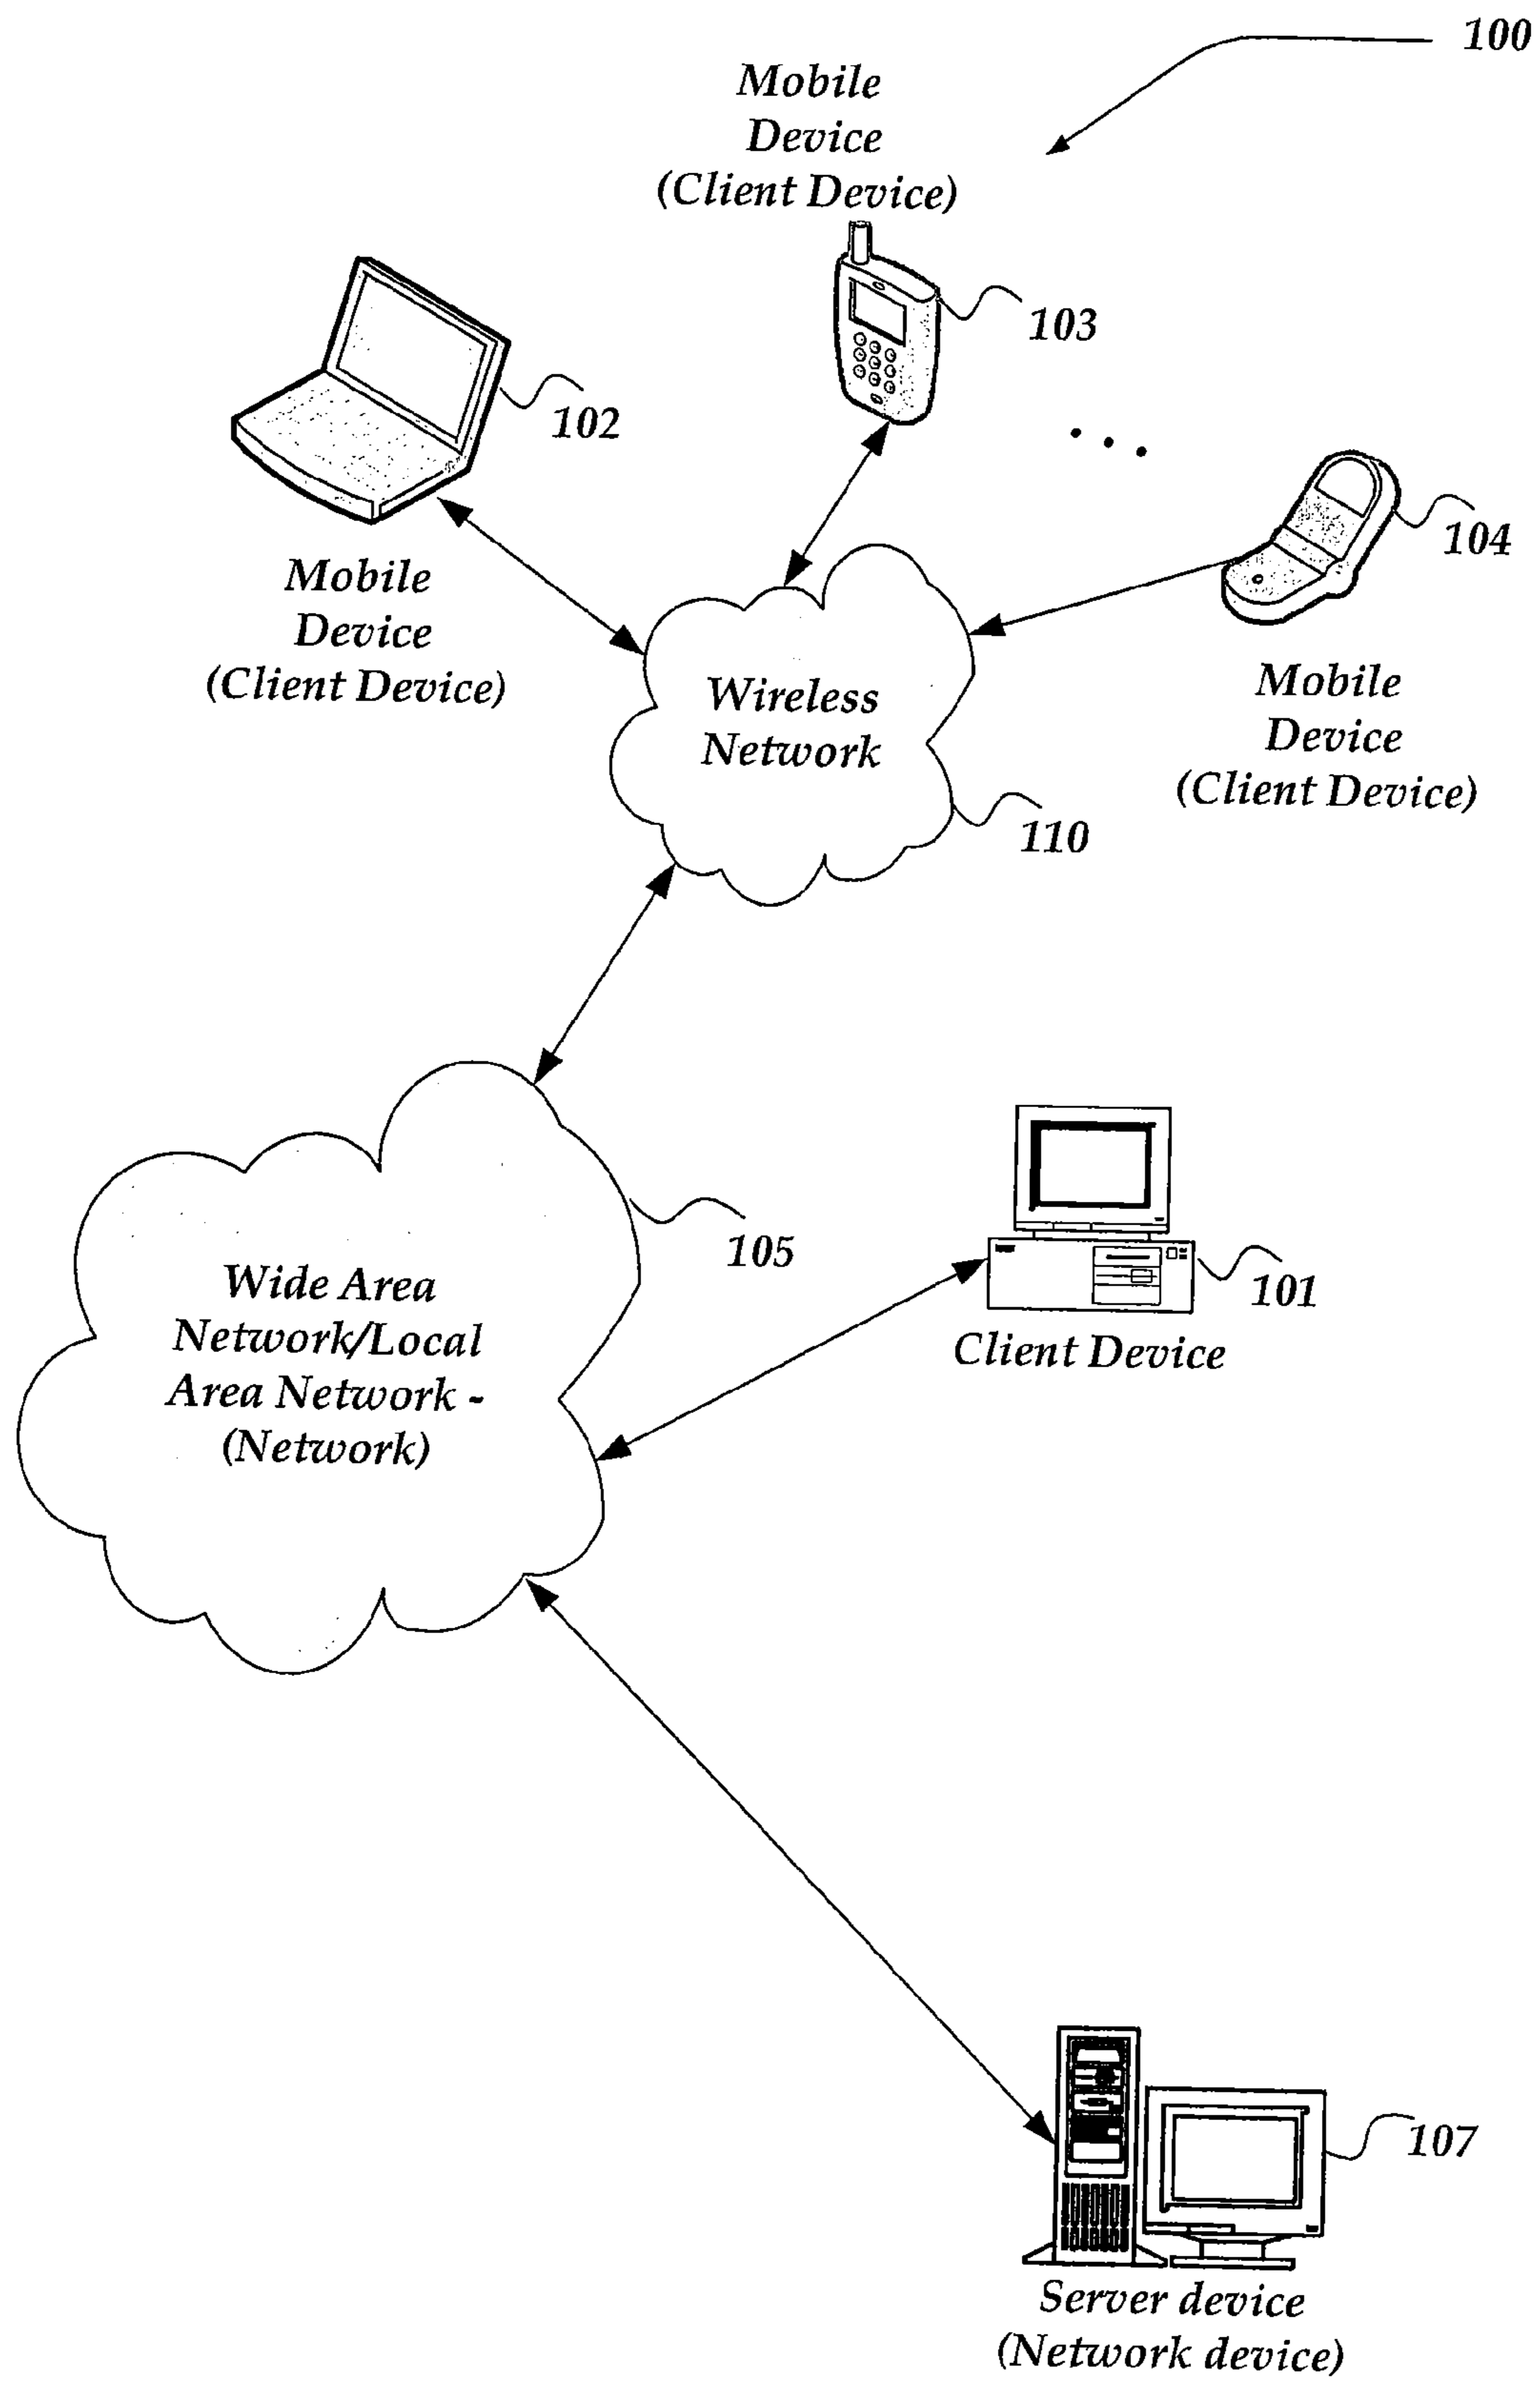 100
Mobile
Device
(Client Device)
103
102
104
Mobile
Device
(Client Device)
Wireless
Network
Mobile
Device
(Client Device)
110
105
Wide Area
Network/Local
Area Network -
(Network)
101
Client Device
107
Server device
(Network device)